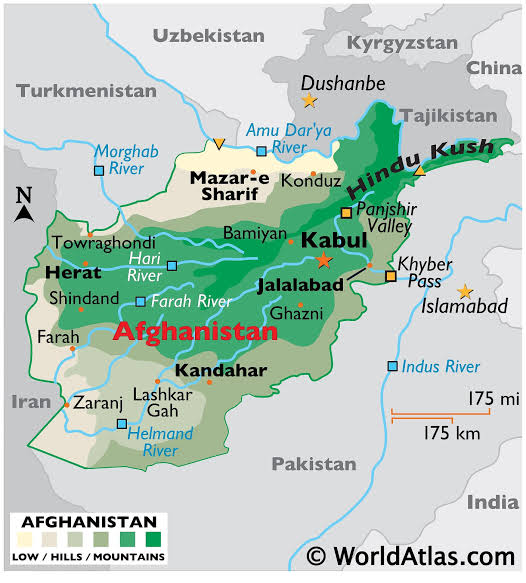 Uzbekistan
Kyrgyzstan
China
Dushanbe
Turkmenistan
Tajikistan
Amu Dar'ya
River
Morghab
River
Hindu Kush
Mazar-e
Sharif
Konduz
N
Panjshir
Valley
Towraghondi
Bamiyan
Kabul
Herat
Hari
River
Khyber
Pass
Jalalabad
Shindand
Farah River
Ghazni
Islamabad
Afghanistan
Farah
Kandahar
Indus River
Lashkar
Gah
Iran
Zaranj
175 mi
175 km
Helmand
River
Pakistan
India
AFGHANISTAN
LOW / HILLS / MOUNTAINS
© WorldAtlas.com